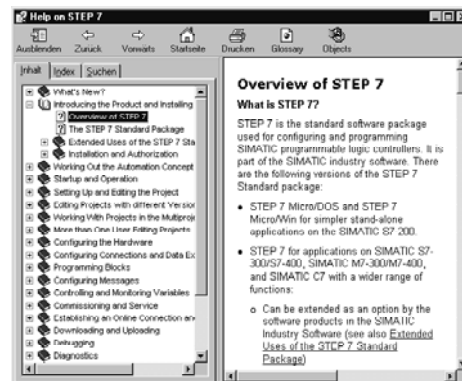 Help on STEP 7
Ausblenden Zurück Vorwärts Startseite Drucken Glossary Objects
Inhalt Index Suchen
What's New?
Introducing the Product and Installing
Overview of STEP 7
The STEP 7 Standard Package
Extended Uses of the STEP 7 Sta
Installation and Authorization
Working Out the Automation Concept
Startup and Operation
Setting Up and Editing the Project
Editing Projects with different Version
Working With Projects in the Multiproje
More than One User Editing Projects
Configuring the Hardware
Configuring Connections and Data Ex
Programming Blocks
Configuring Messages
Controlling and Monitoring Variables
Commissioning and Service
Establishing an Online Connection an
Downloading and Uploading
Debugging
Diagnostics
Overview of STEP 7
What is STEP 7?
STEP 7 is the standard software package
used for configuring and programming
SIMATIC programmable logic controllers. It is
part of the SIMATIC industry software. There
are the following versions of the STEP 7
Standard package:
• STEP 7 Micro/DOS and STEP 7
Micro/Win for simpler stand-alone
applications on the SIMATIC S7 200.
• STEP 7 for applications on SIMATIC S7-
300/S7-400, SIMATIC M7-300/M7-400,
and SIMATIC C7 with a wider range of
functions:
o Can be extended as an option by the
software products in the SIMATIC
Industry Software (see also Extended
Uses of the STEP 7 Standard
Package)